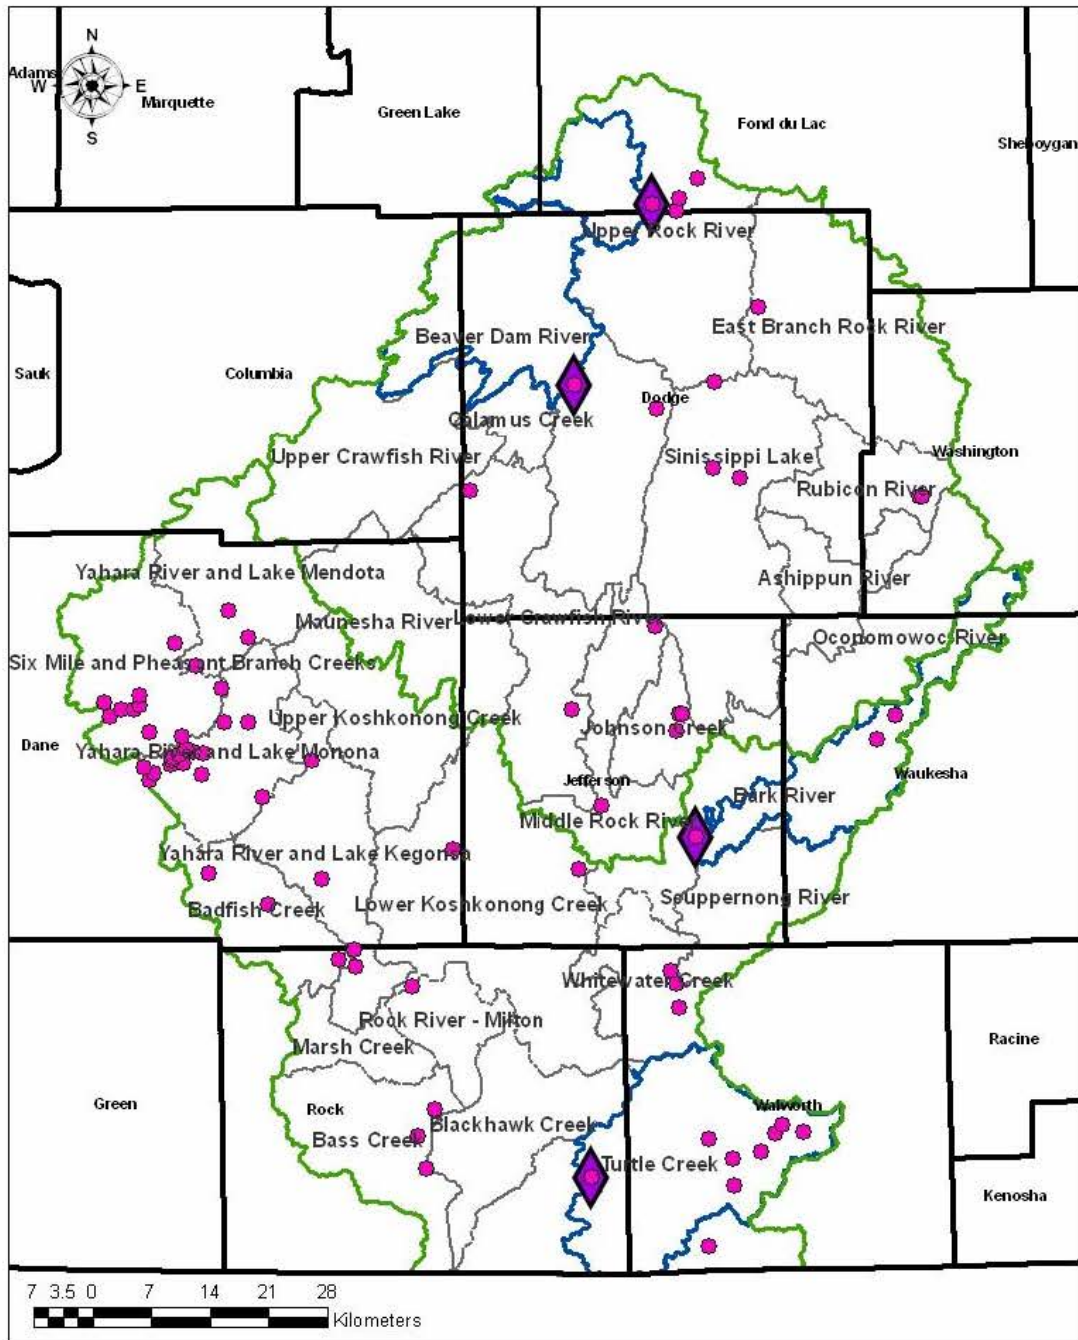 N
Adams
W
E
Marquette
Green Lake
Fond du Lac
S
Sheboygan
Upper Rock River
East Branch Rock River
Beaver Dam River
Sauk
Columbia
Dodge
Calamus Creek
Upper Crawfish River
Sinissippi Lake
Washington
Rubicon River
Yahara River and Lake Mendota
Ashippun River
Maunesha River
Lower Crawfish River
Oconomowoc River
Six Mile and Pheasant Branch Creeks
Upper Koshkonong Creek
Johnson Creek
Dane
Yahara River and Lake Monona
Jefferson
Waukesha
Bark River
Middle Rock River
Yahara River and Lake Kegonsa
Scuppernong River
Badfish Creek
Lower Koshkonong Creek
Whitewater Creek
Rock River - Milton
Racine
Marsh Creek
Green
Rock
Walworth
Blackhawk Creek
Bass Creek
Turtle Creek
Kenosha
7 3.5 0 7 14 21 28
Kilometers